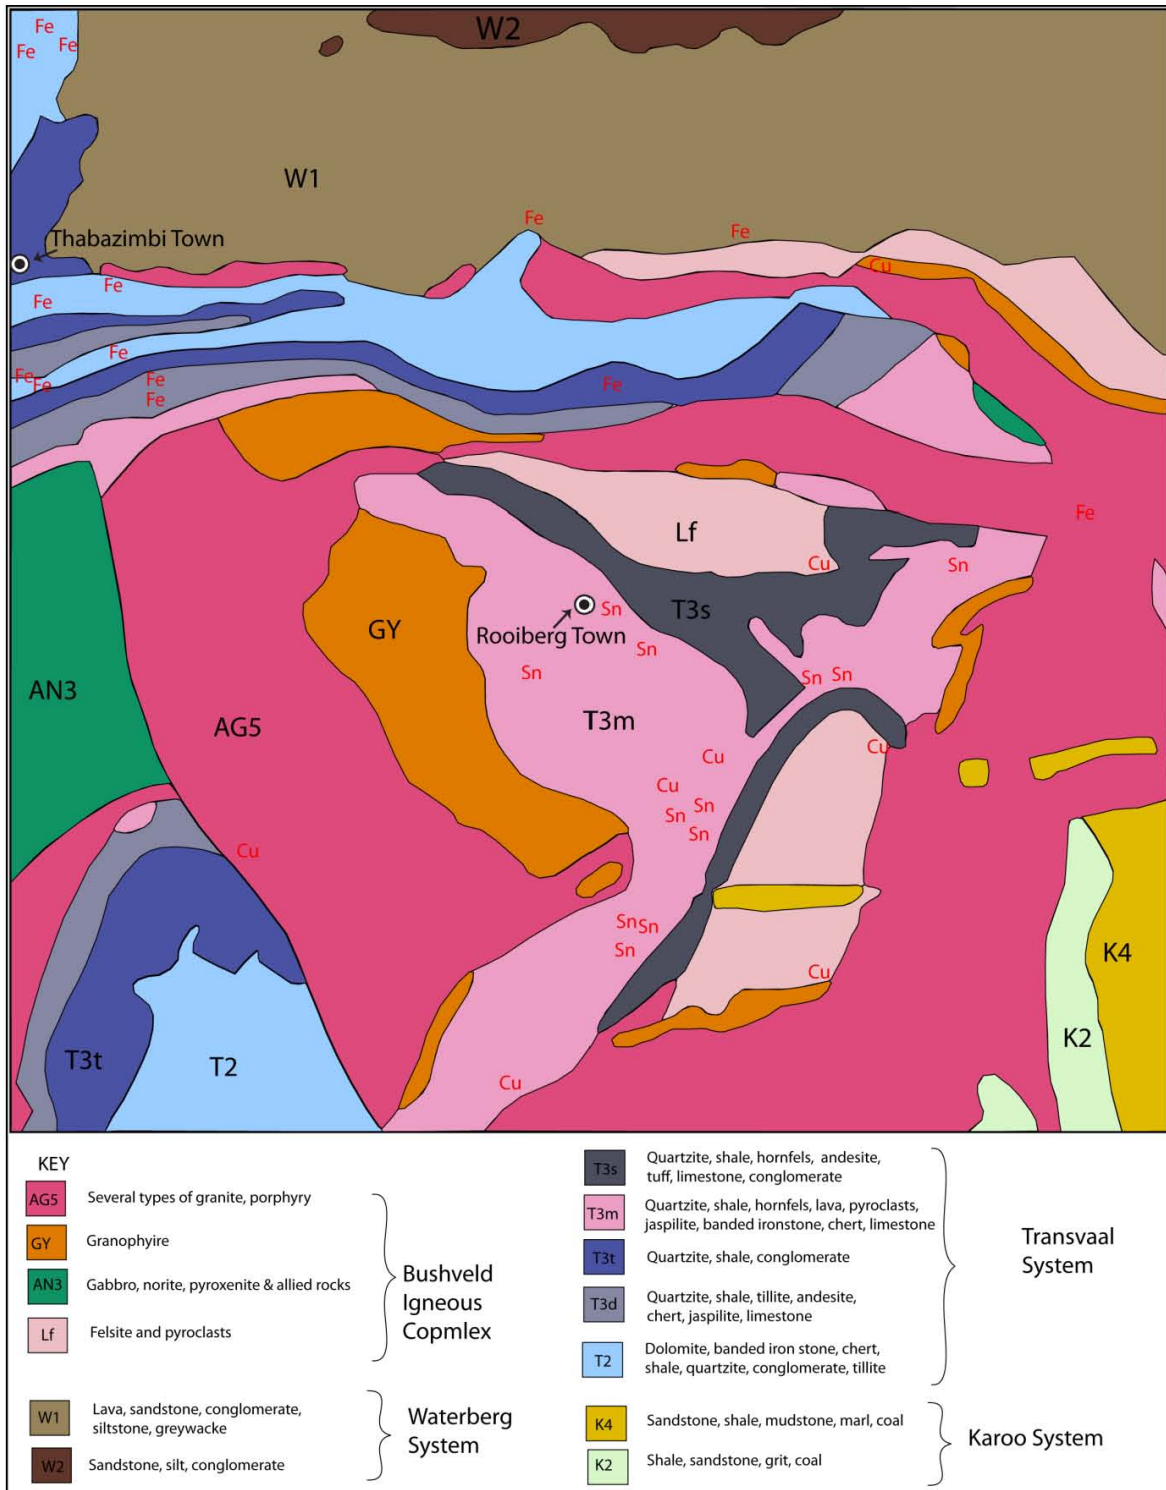 Fe
W2
Fe
Fe
W1
Fe
Fe
Thabazimbi Town
Cu
Fe
Fe
Fe
Fe
Fe
Fe
Fe
Fe
Fe
Lf
Cu
Sn
Sn
T3s
GY
Rooiberg Town
Sn
Sn
Sn
Sn
AN3
T3m
AG5
Cu
Cu
Cu
Sn
Sn
Sn
Cu
Sn
Sn
Sn
K4
Cu
K2
T3t
T2
Cu
KEY
AG5 Several types of granite, porphyry
GY Granophyire
AN3 Gabbro, norite, pyroxenite & allied rocks
Lf Felsite and pyroclasts
Bushveld
Igneous
Copmlex
W1 Lava, sandstone, conglomerate,
siltstone, greywacke
W2 Sandstone, silt, conglomerate
Waterberg
System
T3s Quartzite, shale, hornfels, andesite,
tuff, limestone, conglomerate
T3m Quartzite, shale, hornfels, lava, pyroclasts,
jaspilite, banded ironstone, chert, limestone
T3t Quartzite, shale, conglomerate
T3d Quartzite, shale, tillite, andesite,
chert, jaspilite, limestone
T2 Dolomite, banded iron stone, chert,
shale, quartzite, conglomerate, tillite
Transvaal
System
K4 Sandstone, shale, mudstone, marl, coal
K2 Shale, sandstone, grit, coal
Karoo System